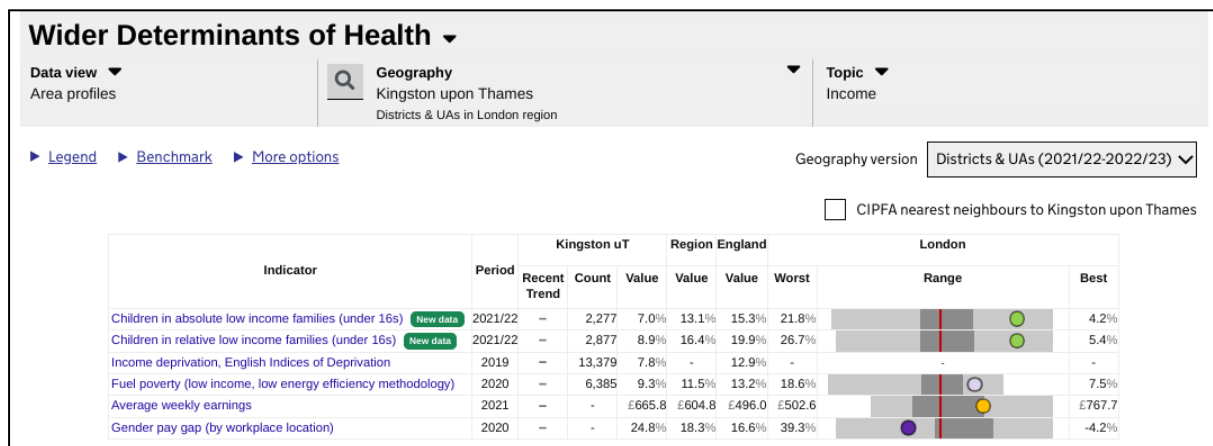 Wider Determinants of Health
Data view
Area profiles
Geography
Kingston upon Thames
Districts & UAs in London region
Topic
Income
Legend Benchmark More options
Geography version Districts & UAs (2021/22-2022/23)
CIPFA nearest neighbours to Kingston upon Thames
Kingston uT Region England London
Indicator Period Recent Trend Count Value Value Value Worst Range Best
Children in absolute low income families (under 16s) New data 2021/22 – 2,277 7.0% 13.1% 15.3% 21.8% 4.2%
Children in relative low income families (under 16s) New data 2021/22 – 2,877 8.9% 16.4% 19.9% 26.7% 5.4%
Income deprivation, English Indices of Deprivation 2019 – 13,379 7.8% - 12.9% - - -
Fuel poverty (low income, low energy efficiency methodology) 2020 – 6,385 9.3% 11.5% 13.2% 18.6% 7.5%
Average weekly earnings 2021 – - £665.8 £604.8 £496.0 £502.6 £767.7
Gender pay gap (by workplace location) 2020 – - 24.8% 18.3% 16.6% 39.3% -4.2%